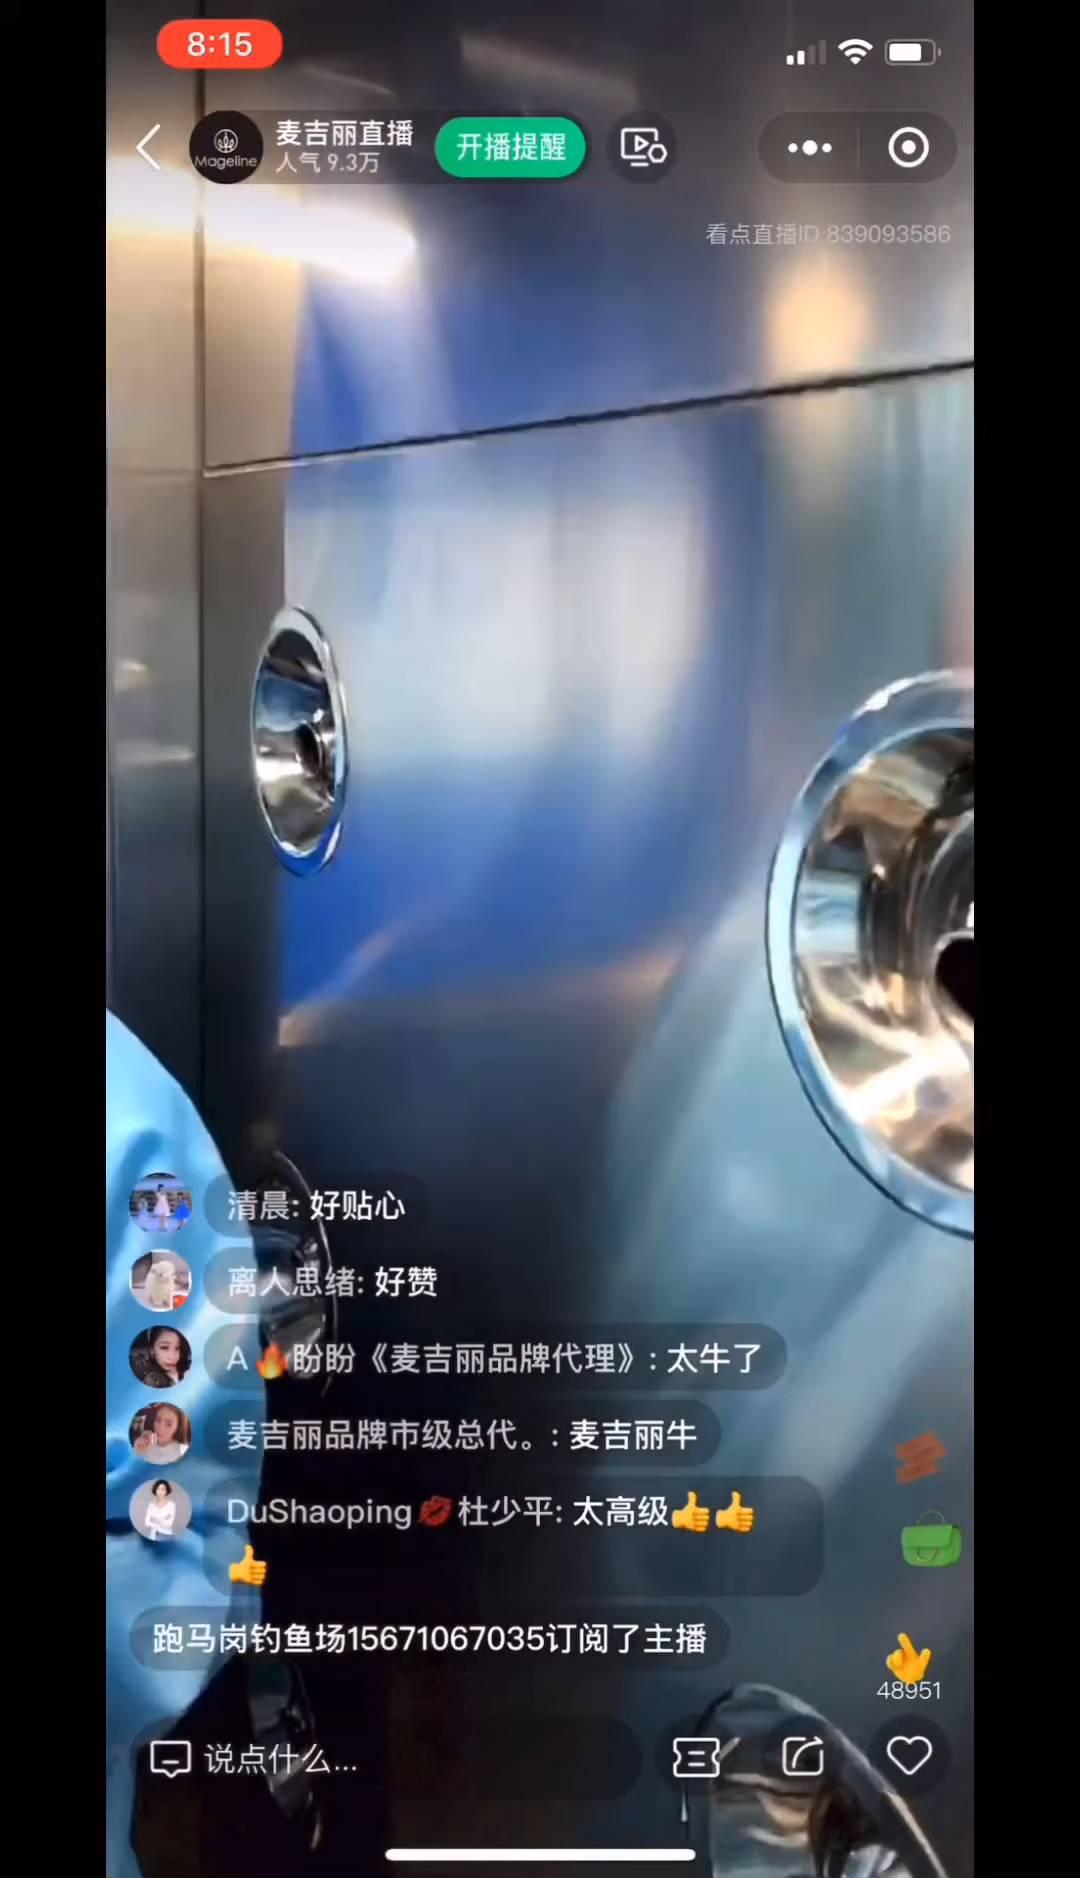 8:15
Mageline
麦吉丽直播
人气 9.3万
开播提醒
看点直播ID:839093586
清晨: 好贴心
离人思绪: 好赞
A🔥盼盼《麦吉丽品牌代理》: 太牛了
麦吉丽品牌市级总代。: 麦吉丽牛
DuShaoping💋杜少平: 太高级👍👍
👍
跑马岗钓鱼场15671067035订阅了主播
48951
说点什么...